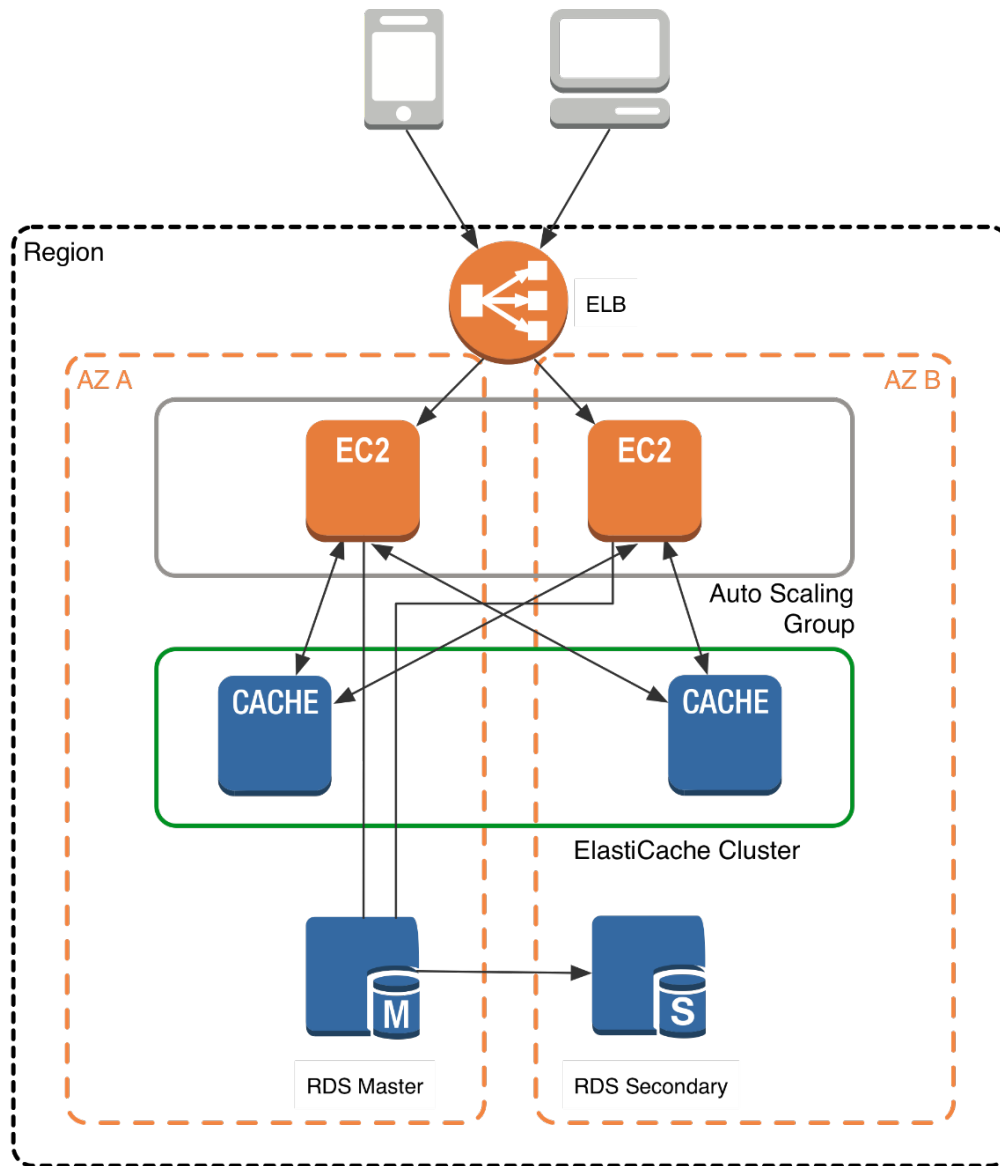 Region
ELB
AZ A
AZ B
EC2
EC2
Auto Scaling
Group
CACHE
CACHE
ElastiCache Cluster
M
S
RDS Master
RDS Secondary